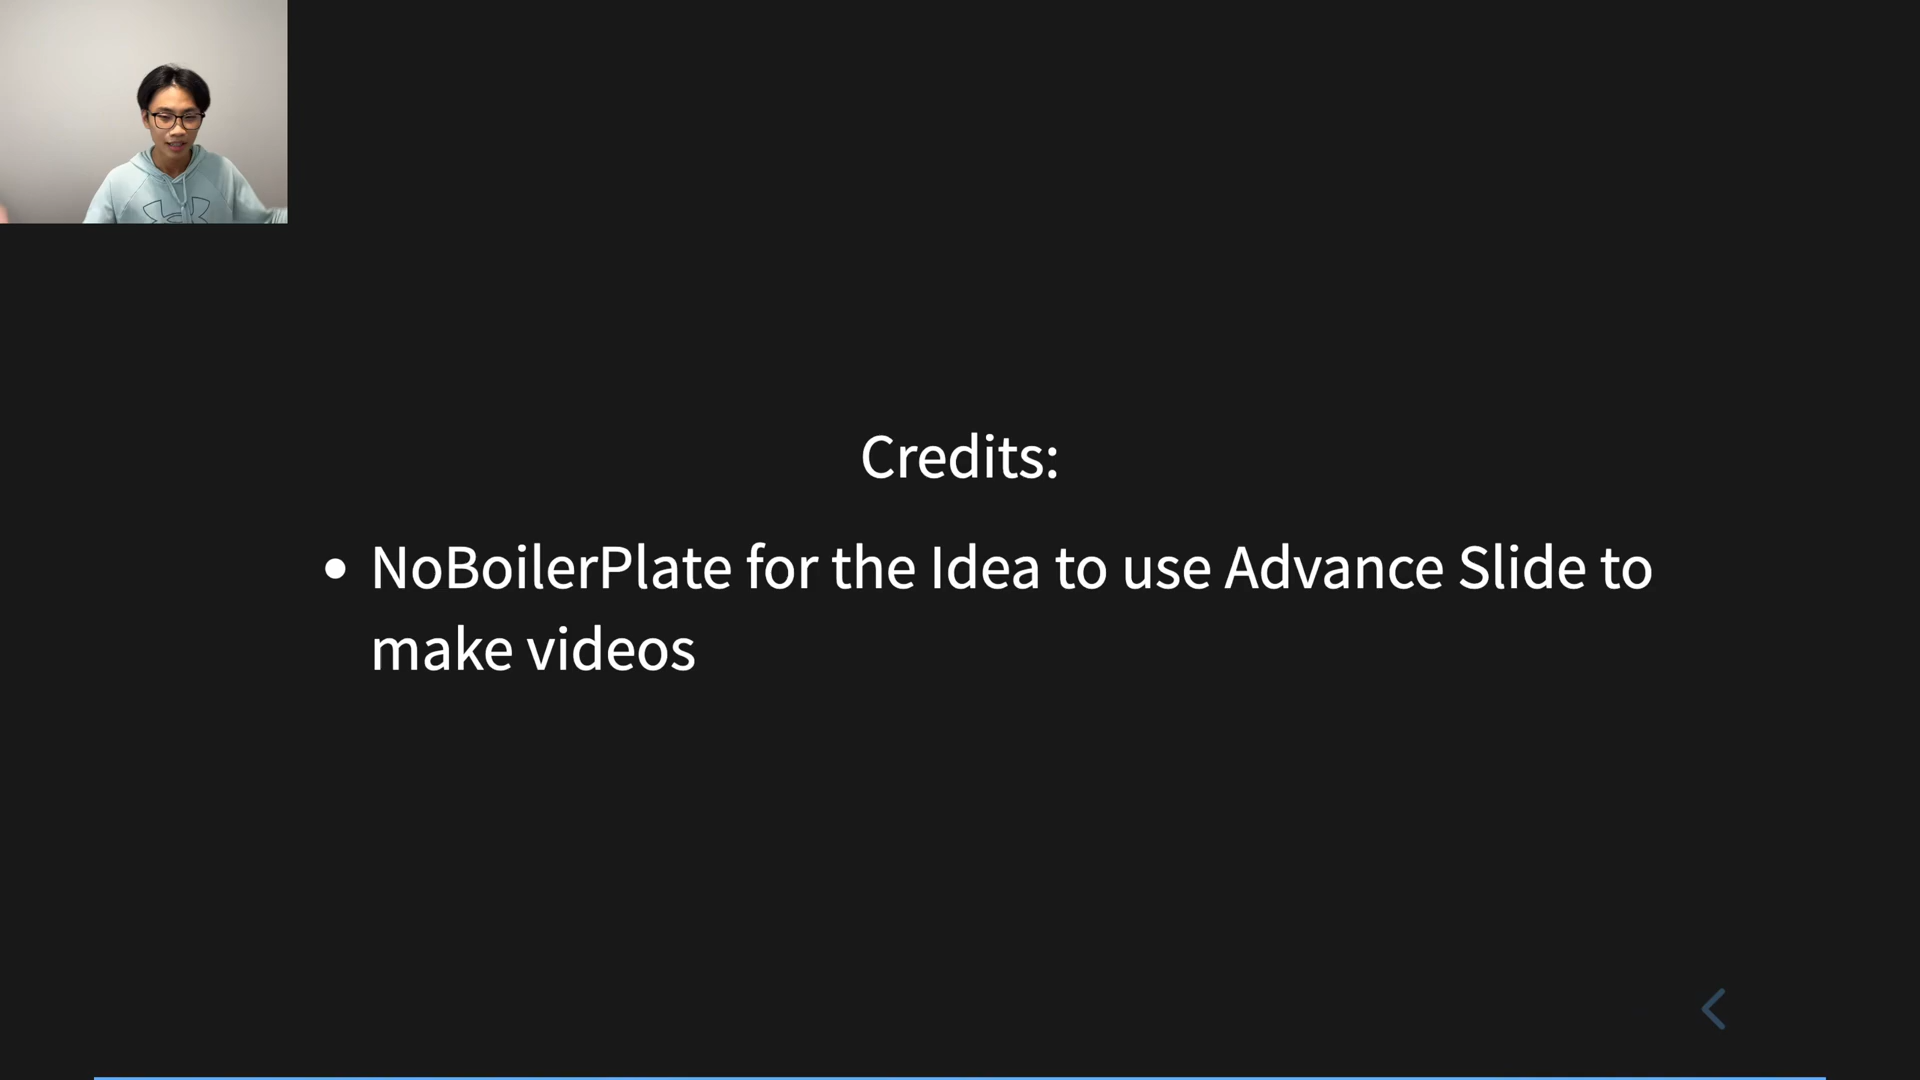 Credits:
• NoBoilerPlate for the Idea to use Advance Slide to
make videos